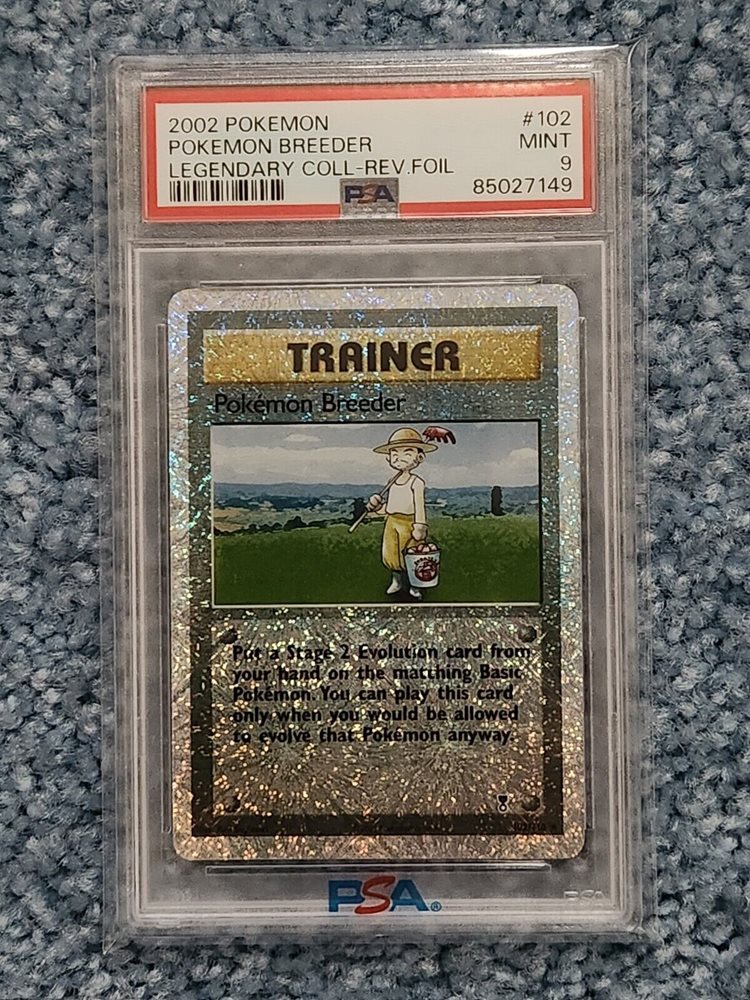 2002 POKEMON #102
POKEMON BREEDER MINT
LEGENDARY COLL-REV.FOIL 9
PSA 85027149
TRAINER
Pokémon Breeder
Put a Stage 2 Evolution card from
your hand on the matching Basic
Pokémon. You can play this card
only when you would be allowed
to evolve that Pokémon anyway.
PSA®
PSA